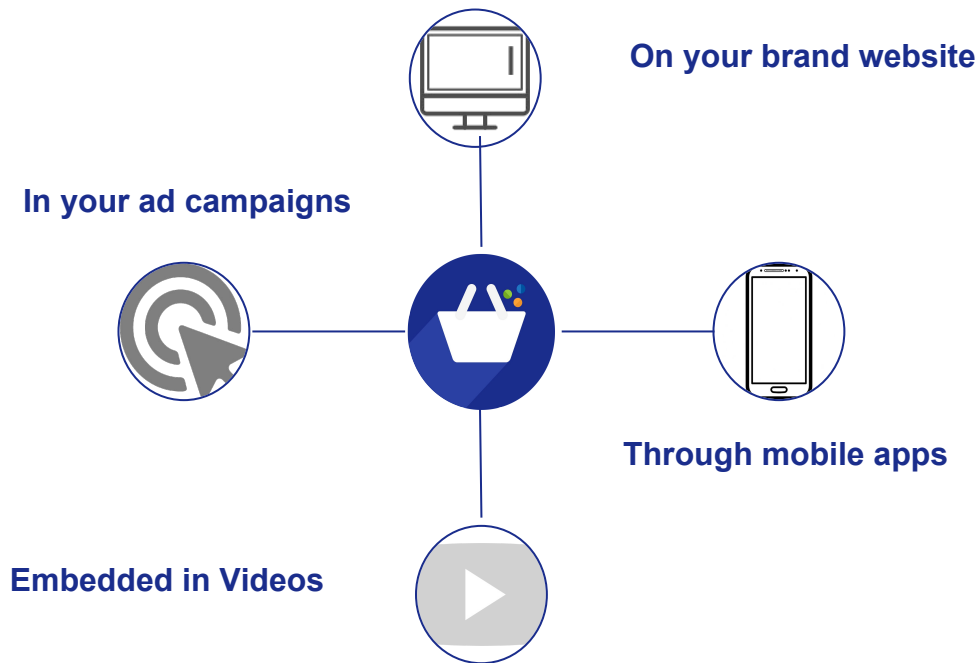 On your brand website
In your ad campaigns
Through mobile apps
Embedded in Videos